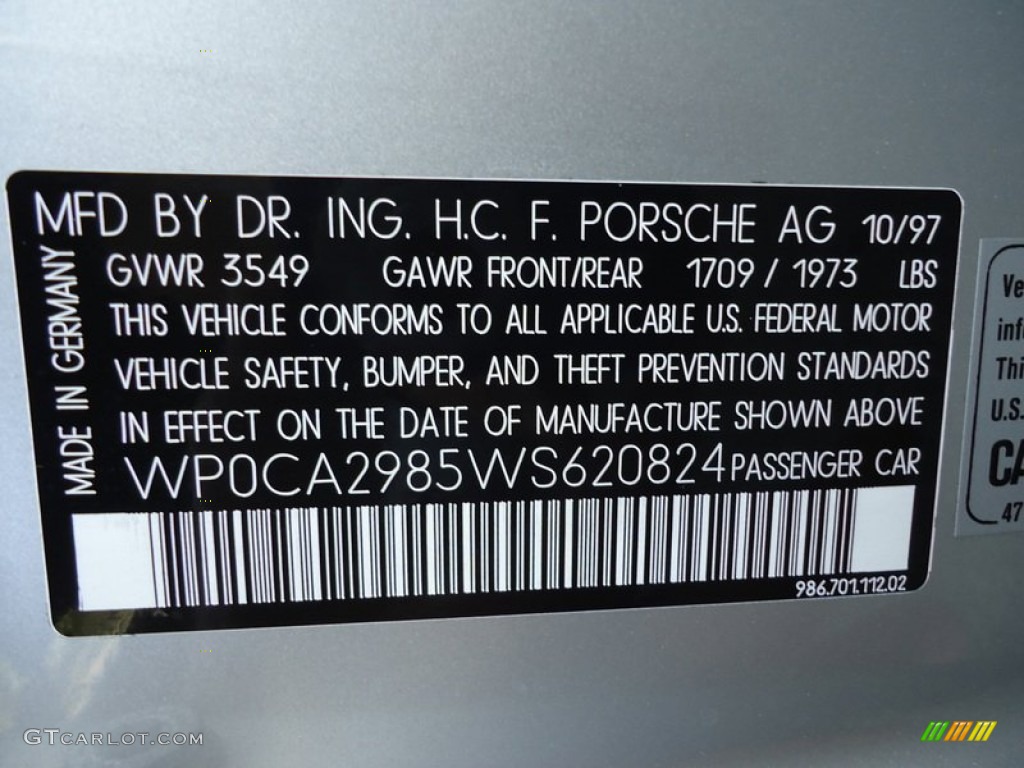 MFD BY DR. ING. H.C. F. PORSCHE AG 10/97
GVWR 3549 GAWR FRONT/REAR 1709 / 1973 LBS
THIS VEHICLE CONFORMS TO ALL APPLICABLE U.S. FEDERAL MOTOR
VEHICLE SAFETY, BUMPER, AND THEFT PREVENTION STANDARDS
IN EFFECT ON THE DATE OF MANUFACTURE SHOWN ABOVE
WP0CA2985WS620824 PASSENGER CAR
986.701.112.02
MADE IN GERMANY
U.S.
47
GTcarlot.com